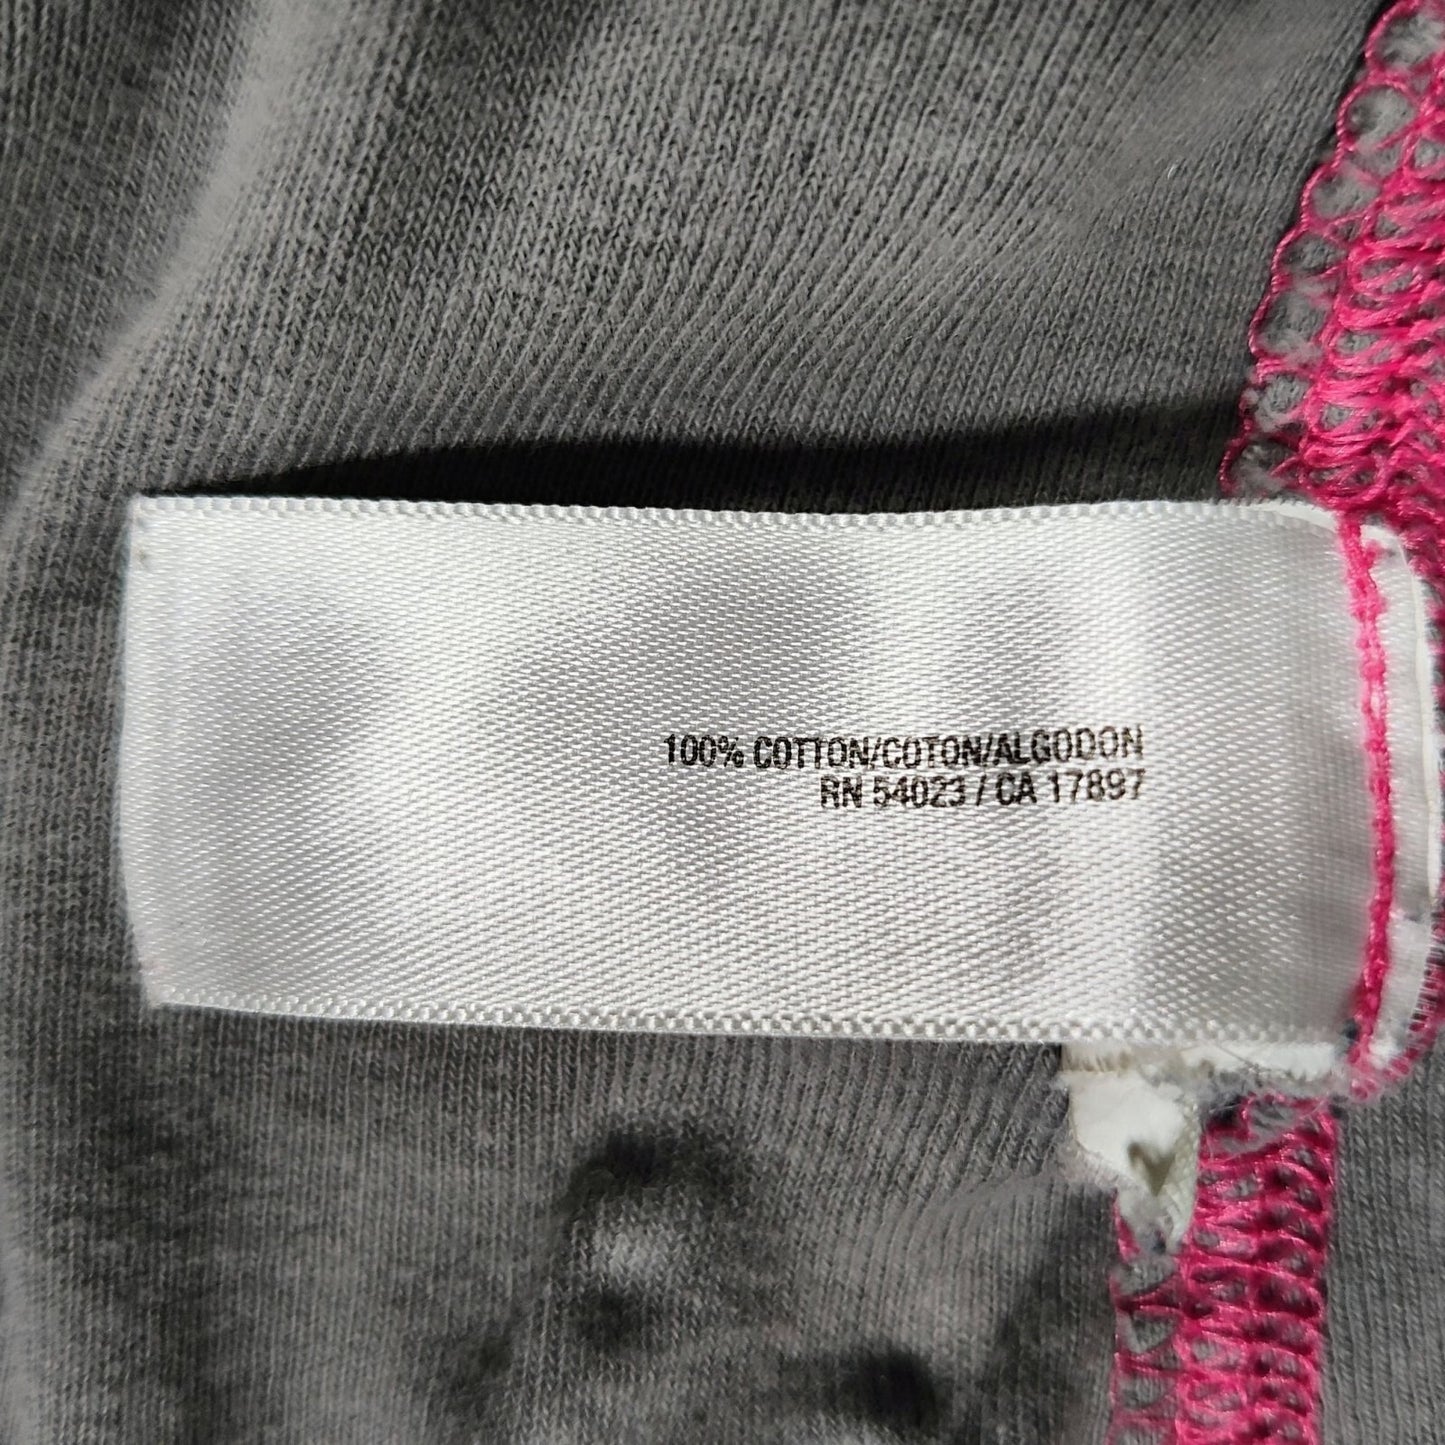 100% COTTON/COTON/ALGODON
RN 54023 / CA 17897